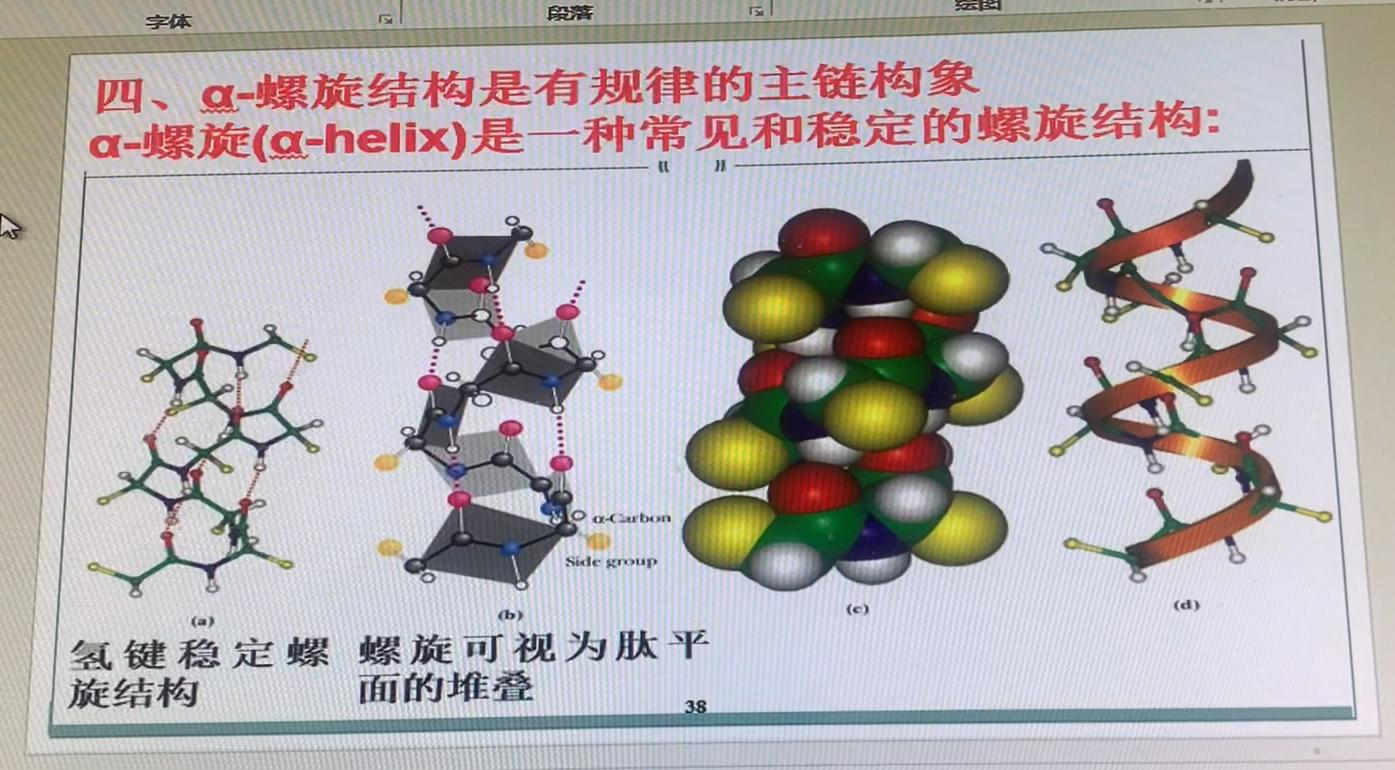 字体
段落
绘图
四、α-螺旋结构是有规律的主链构象
α-螺旋(α-helix)是一种常见和稳定的螺旋结构:
α-Carbon
Side group
(a)
(b)
(c)
(d)
氢键稳定螺
旋结构
螺旋可视为肽平
面的堆叠
38